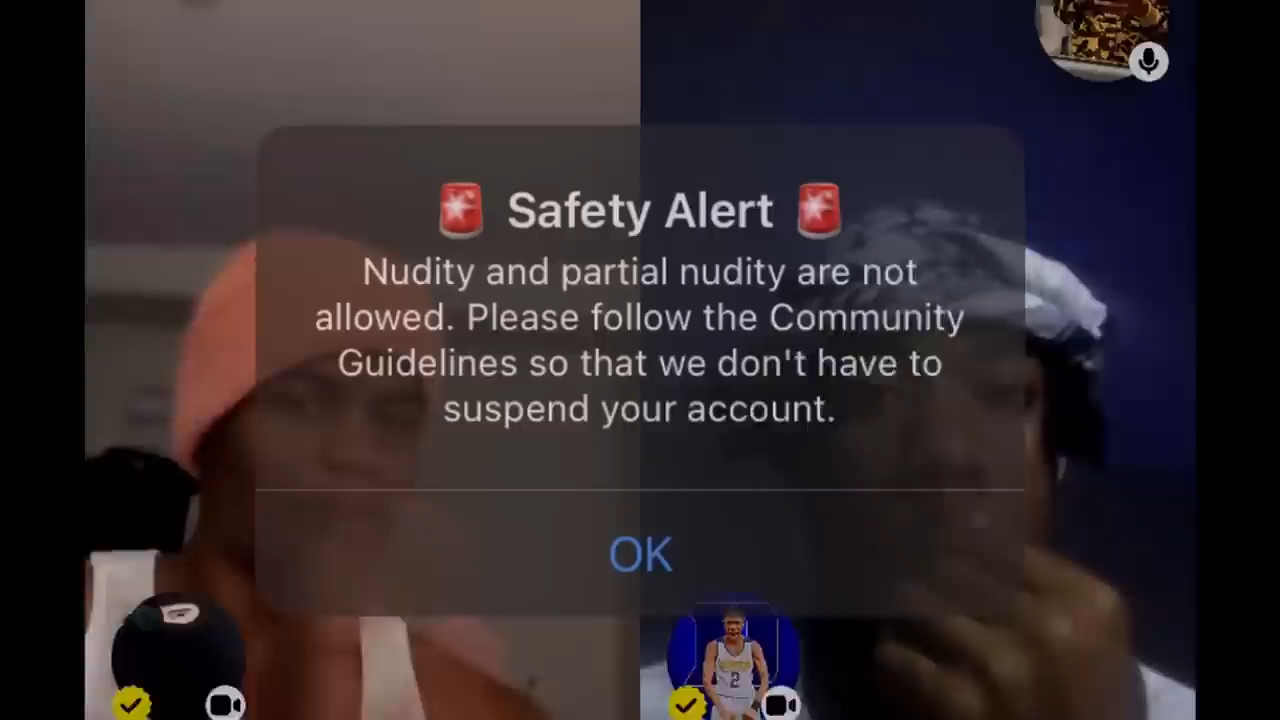 🚨 Safety Alert 🚨
Nudity and partial nudity are not
allowed. Please follow the Community
Guidelines so that we don't have to
suspend your account.
OK
2